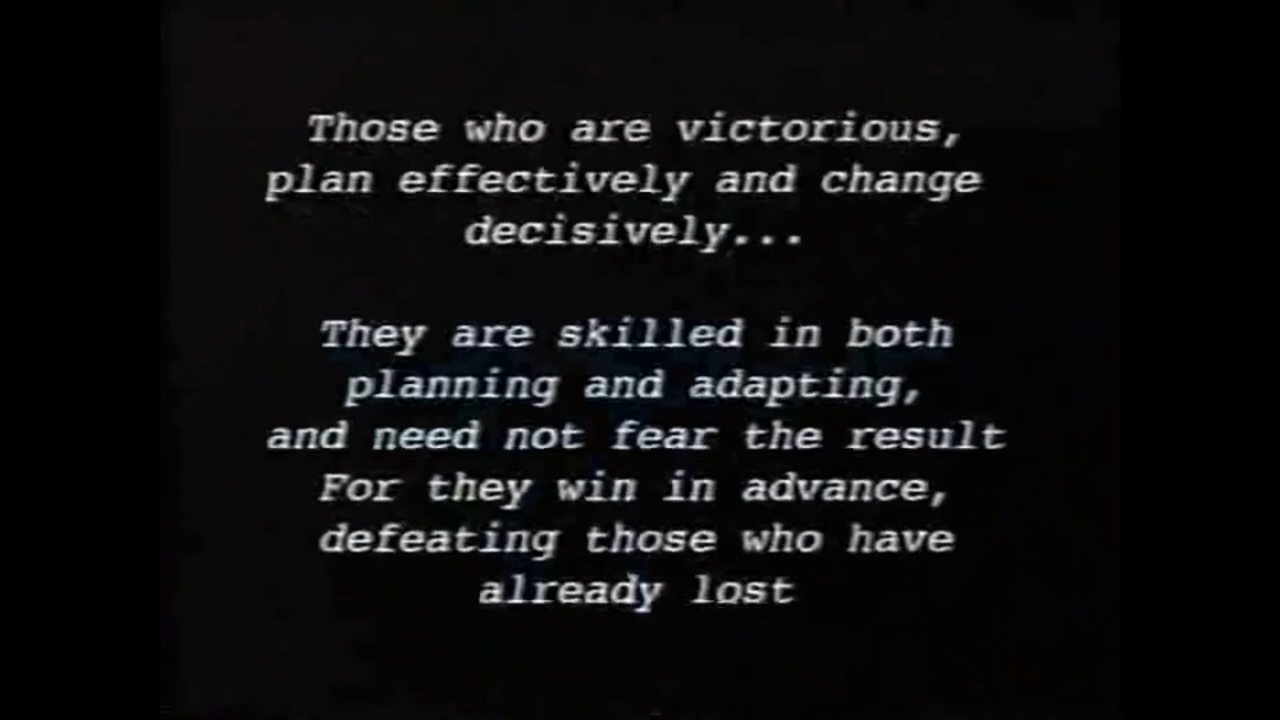 Those who are victorious,
plan effectively and change
decisively...
They are skilled in both
planning and adapting,
and need not fear the result
For they win in advance,
defeating those who have
already lost